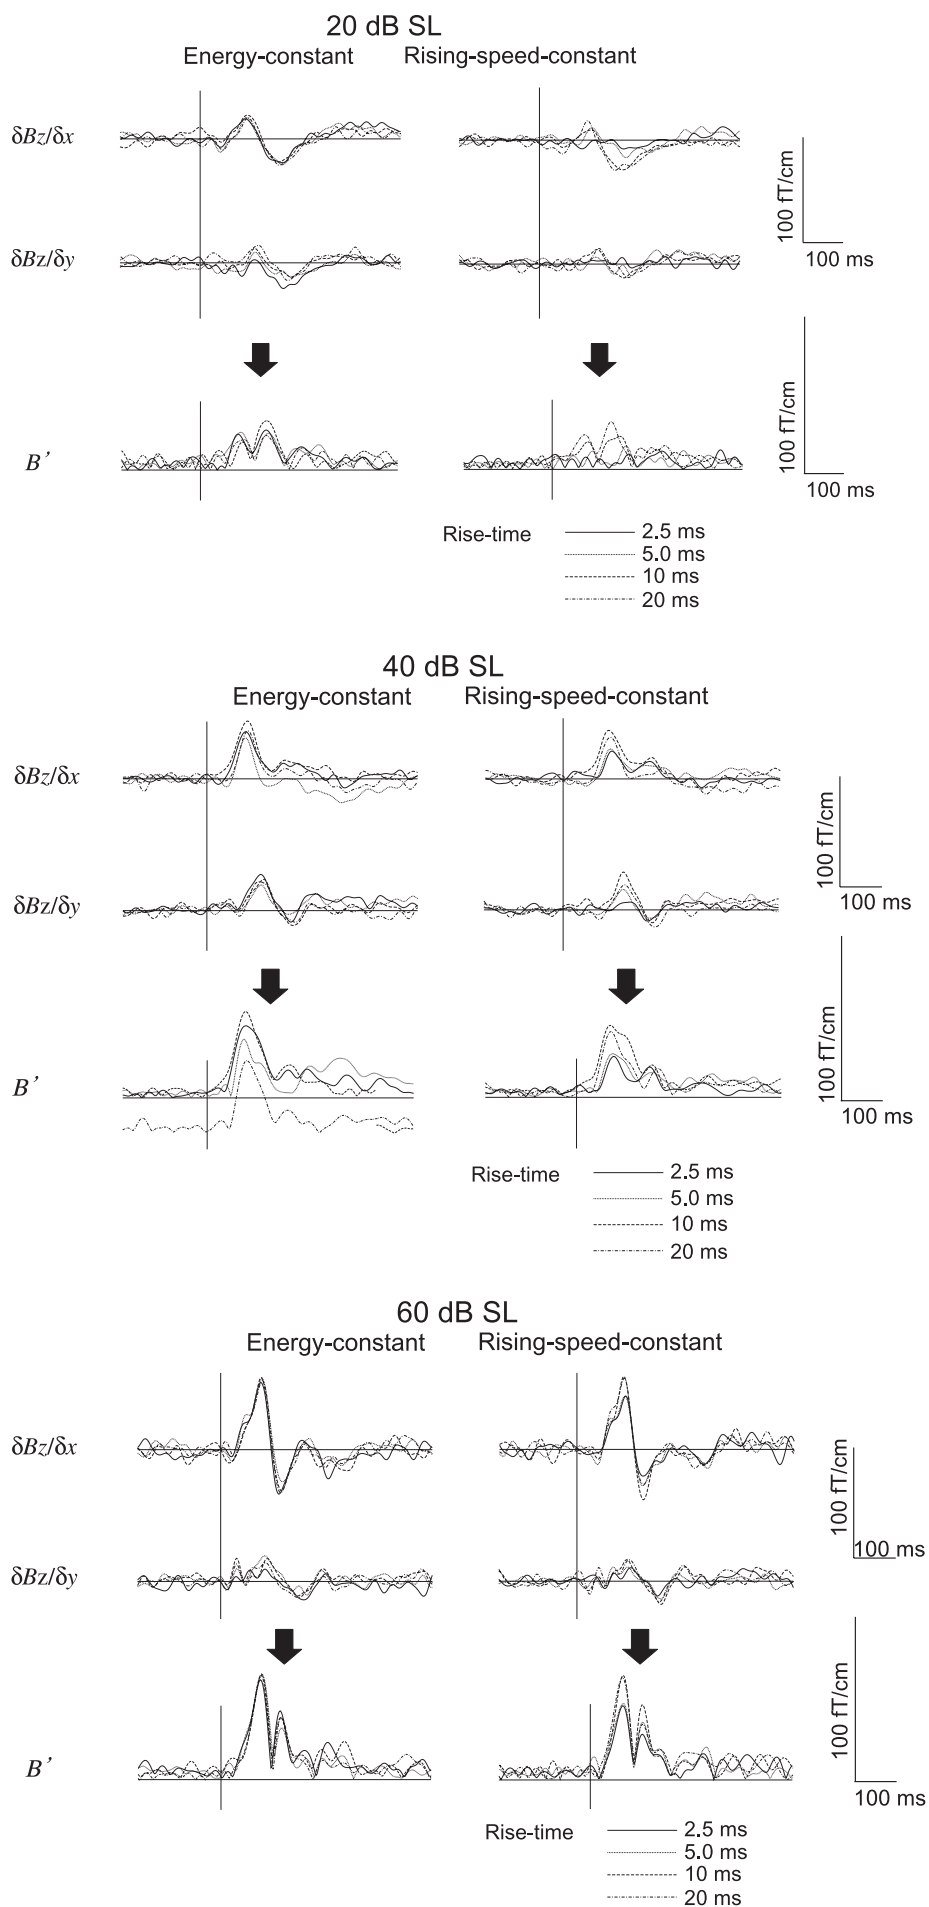 20 dB SL
Energy-constant Rising-speed-constant
δBz/δx
100 fT/cm
100 ms
δBz/δy
100 fT/cm
100 ms
B’
Rise-time 2.5 ms
5.0 ms
10 ms
20 ms
40 dB SL
Energy-constant Rising-speed-constant
δBz/δx
100 fT/cm
100 ms
δBz/δy
100 fT/cm
100 ms
B’
Rise-time 2.5 ms
5.0 ms
10 ms
20 ms
60 dB SL
Energy-constant Rising-speed-constant
δBz/δx
100 fT/cm
100 ms
δBz/δy
100 fT/cm
100 ms
B’
Rise-time 2.5 ms
5.0 ms
10 ms
20 ms